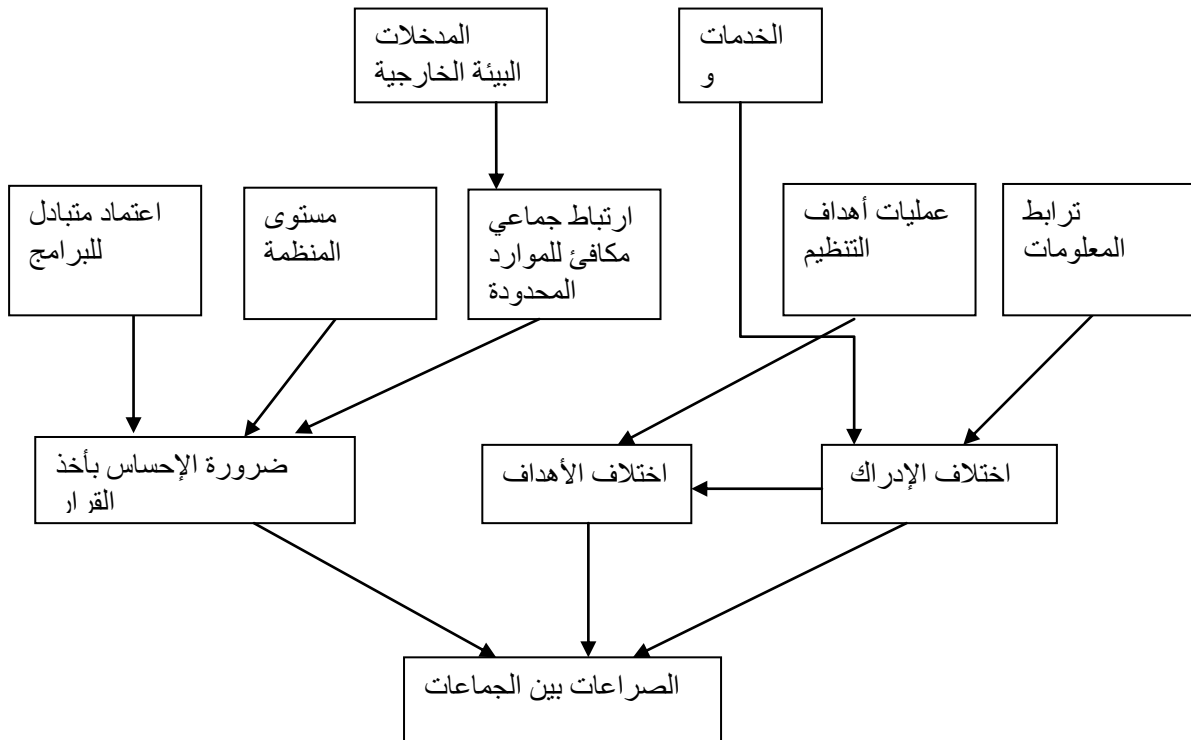 الخدمات
و
المدخلات
البيئة الخارجية
ترابط
المعلومات
عمليات أهداف
التنظيم
ارتباط جماعي
مكافئ للموارد
المحدودة
مستوى
المنظمة
اعتماد متبادل
للبرامج
اختلاف الإدراك
اختلاف الأهداف
ضرورة الإحساس بأخذ
القرار
الصراعات بين الجماعات